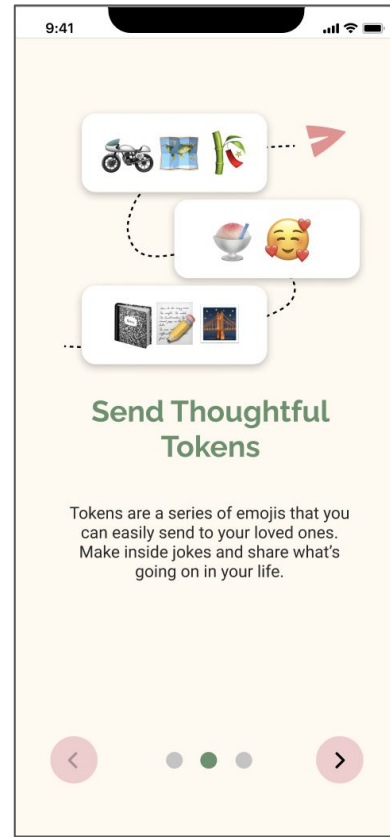 9:41
Send Thoughtful
Tokens
Tokens are a series of emojis that you
can easily send to your loved ones.
Make inside jokes and share what’s
going on in your life.